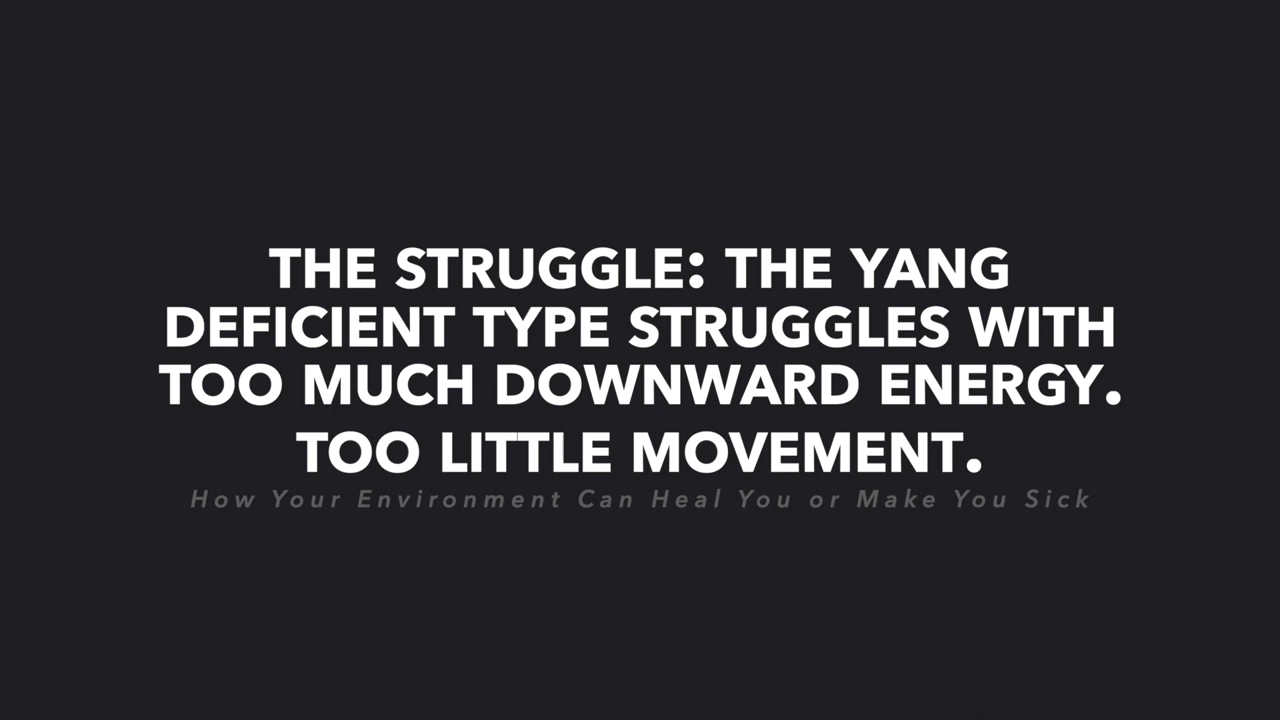 THE STRUGGLE: THE YANG
DEFICIENT TYPE STRUGGLES WITH
TOO MUCH DOWNWARD ENERGY.
TOO LITTLE MOVEMENT.
How Your Environment Can Heal You or Make You Sick